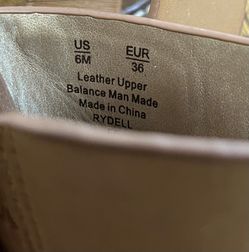 US EUR
6M 36
Leather Upper
Balance Man Made
Made in China
RYDELL